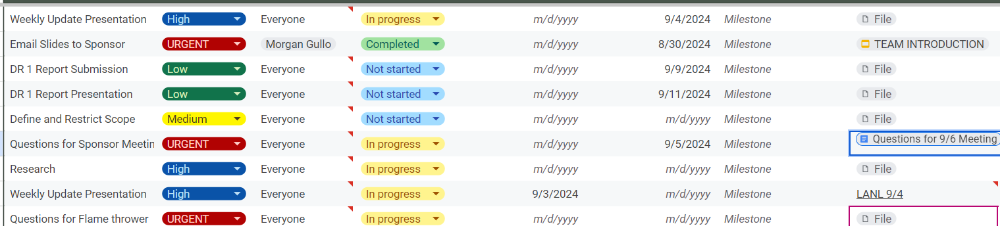 Weekly Update Presentation High Everyone In progress m/d/yyyy 9/4/2024 Milestone File
Email Slides to Sponsor URGENT Morgan Gullo Completed m/d/yyyy 8/30/2024 Milestone TEAM INTRODUCTION
DR 1 Report Submission Low Everyone Not started m/d/yyyy 9/9/2024 Milestone File
DR 1 Report Presentation Low Everyone Not started m/d/yyyy 9/11/2024 Milestone File
Define and Restrict Scope Medium Everyone Not started m/d/yyyy m/d/yyyy Milestone File
Questions for Sponsor Meetin URGENT Everyone In progress m/d/yyyy 9/5/2024 Milestone Questions for 9/6 Meeting
Research High Everyone In progress m/d/yyyy m/d/yyyy Milestone File
Weekly Update Presentation High Everyone In progress 9/3/2024 m/d/yyyy Milestone LANL 9/4
Questions for Flame thrower URGENT Everyone In progress m/d/yyyy m/d/yyyy Milestone File